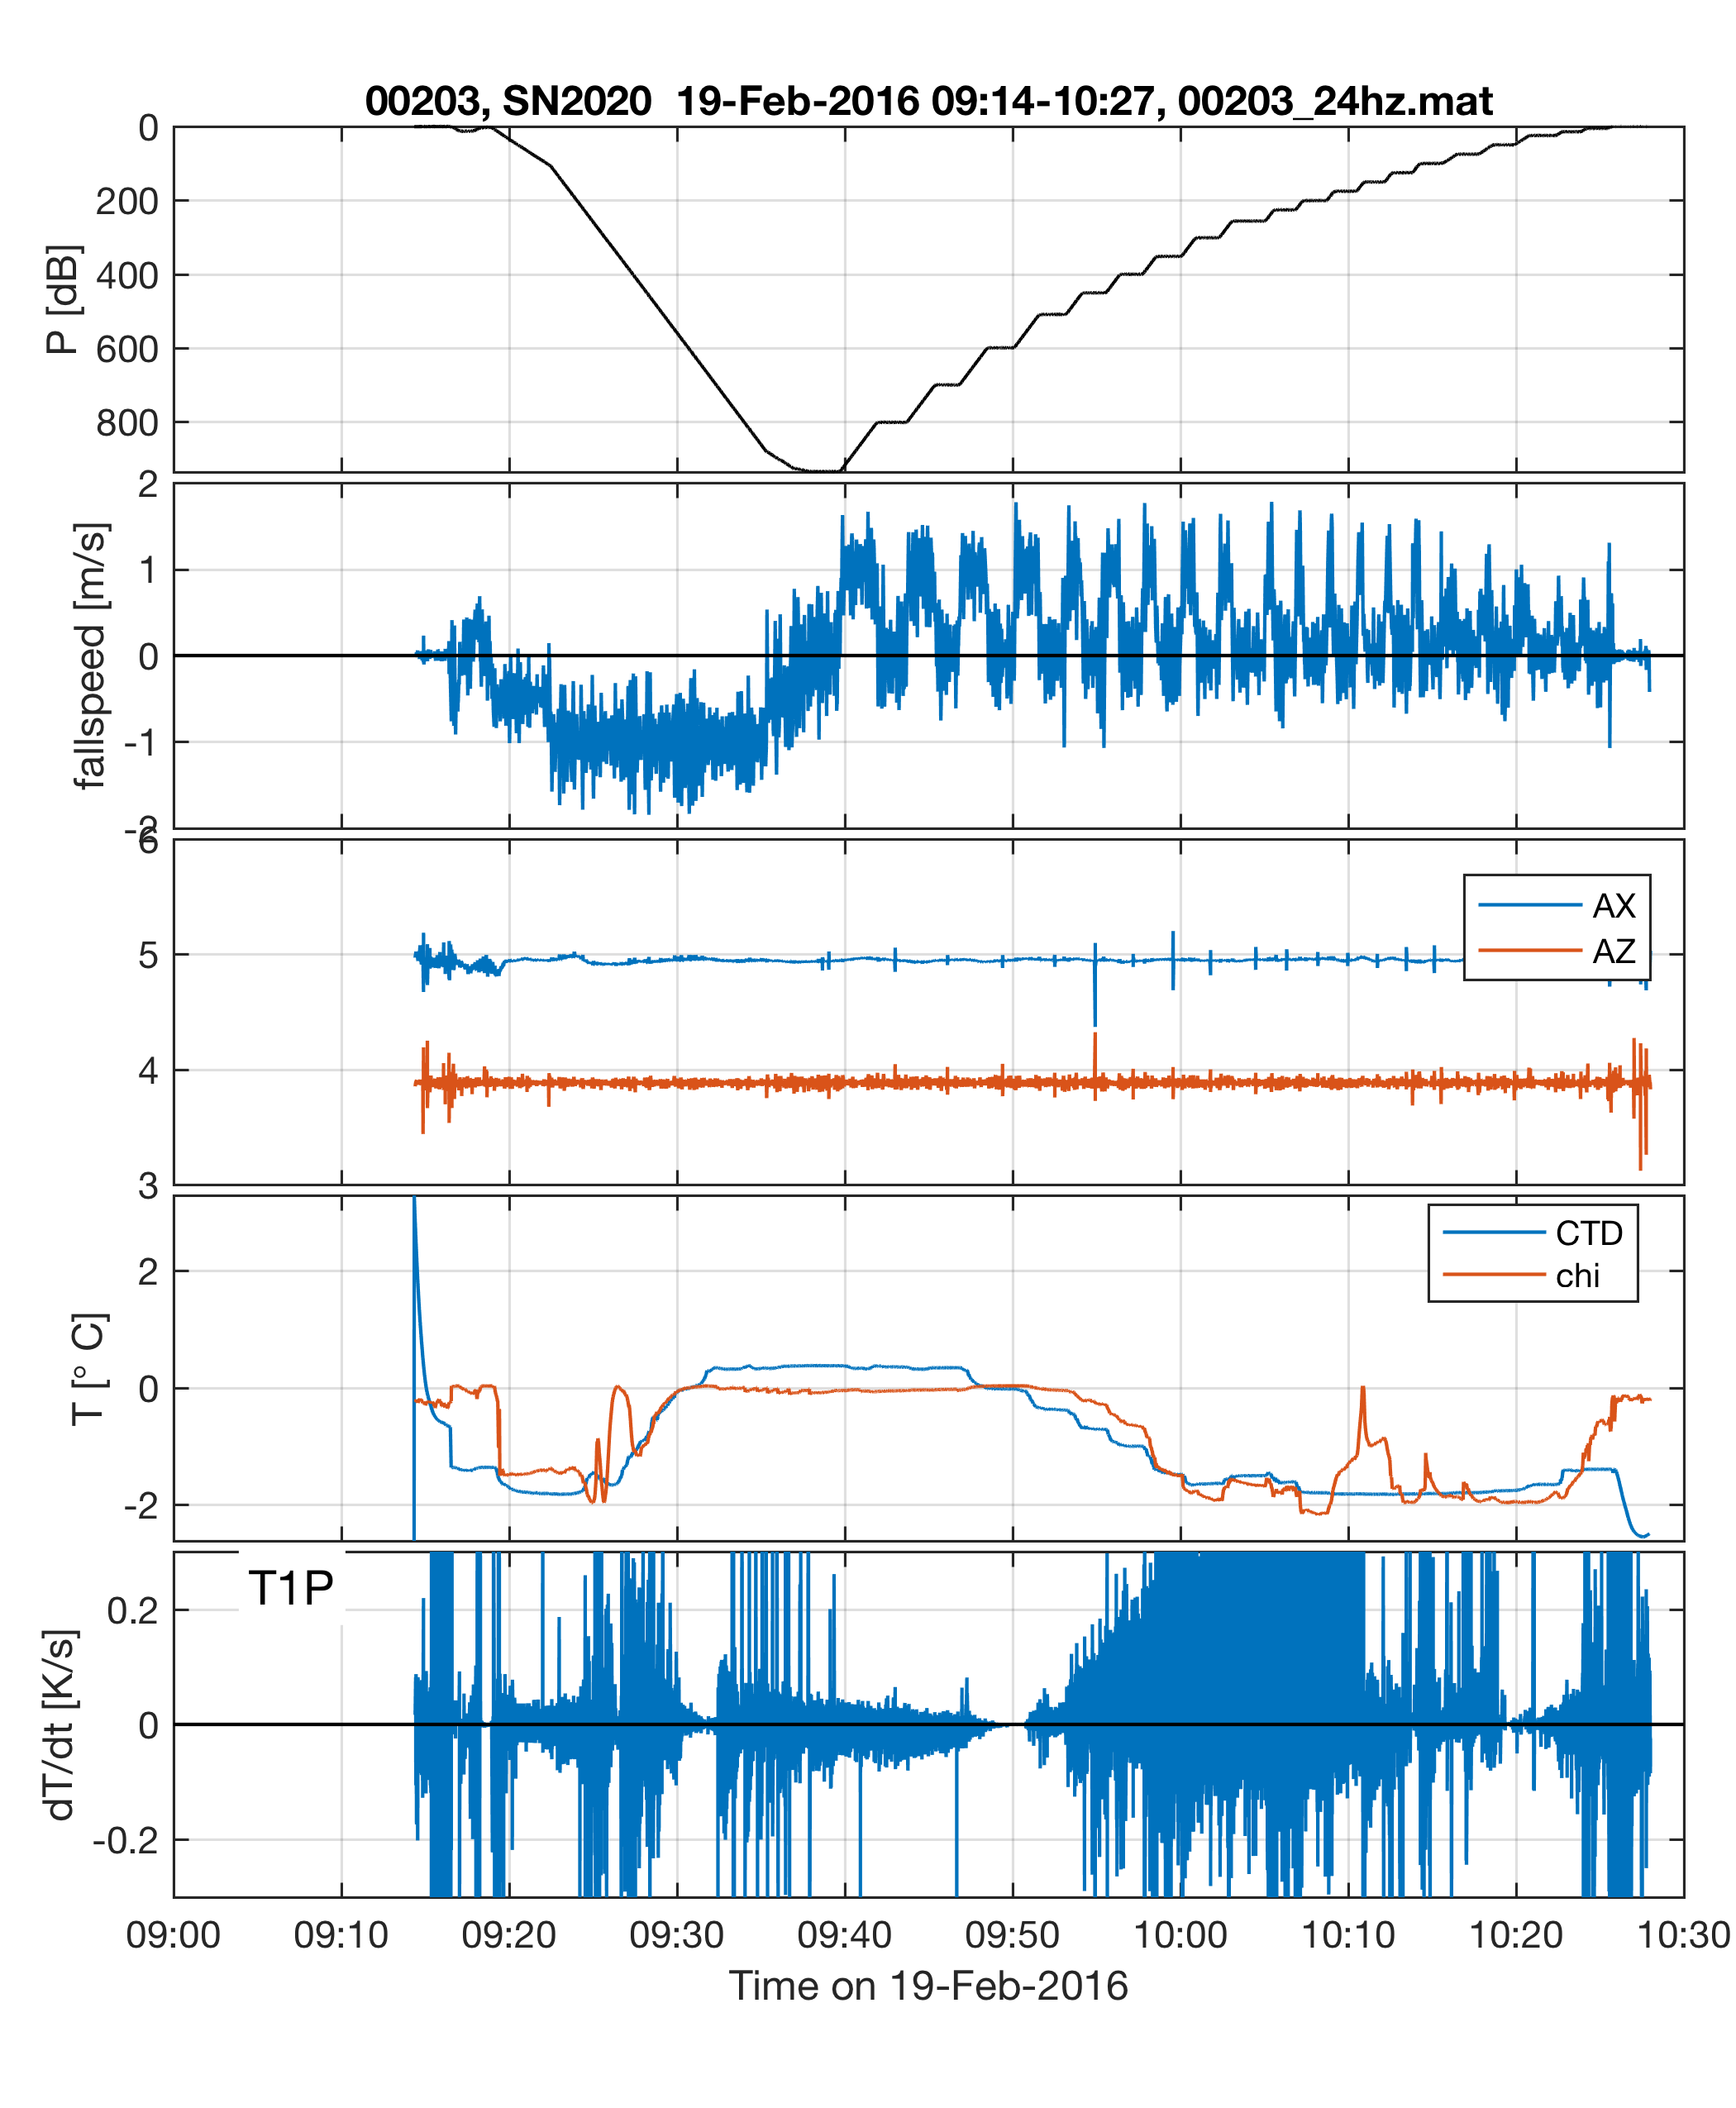 00203, SN2020 19-Feb-2016 09:14-10:27, 00203_24hz.mat
0
200
400
600
800
P [dB]
2
1
0
-1
-2
fallspeed [m/s]
6
5
4
3
AX
AZ
3
2
0
-2
T [° C]
CTD
chi
T1P
0.2
0
-0.2
dT/dt [K/s]
09:00 09:10 09:20 09:30 09:40 09:50 10:00 10:10 10:20 10:30
Time on 19-Feb-2016